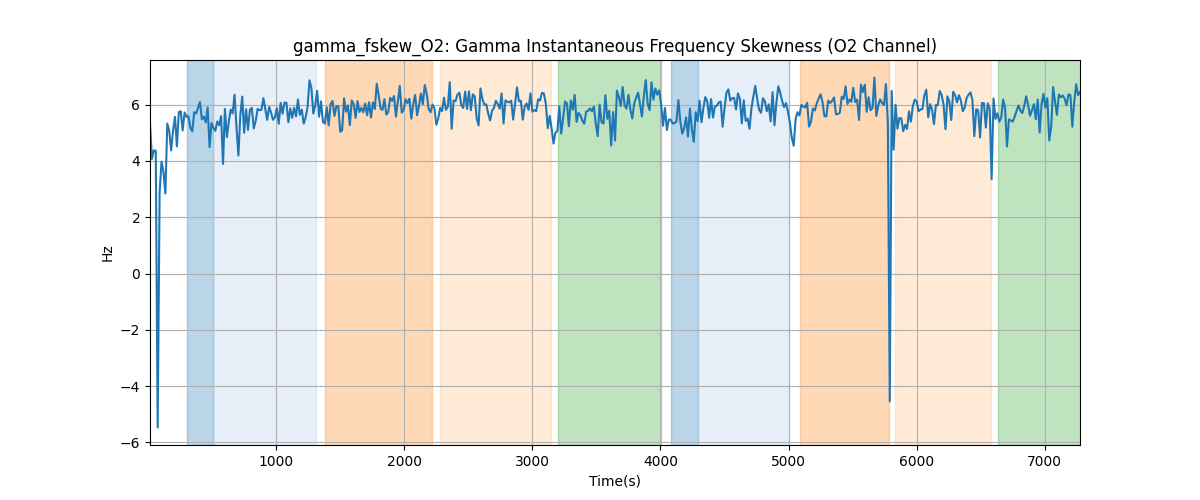 gamma_fskew_O2: Gamma Instantaneous Frequency Skewness (O2 Channel)
6
4
2
0
−2
−4
−6
Hz
1000 2000 3000 4000 5000 6000 7000
Time(s)